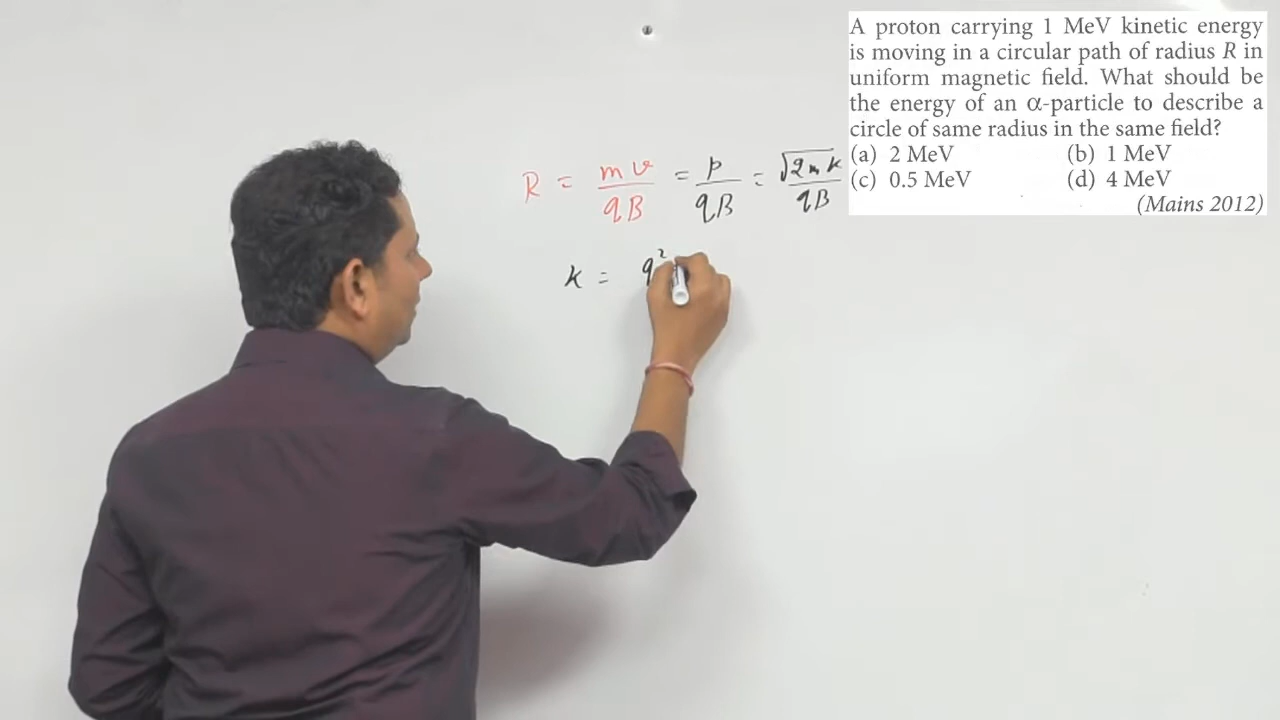 A proton carrying 1 MeV kinetic energy
is moving in a circular path of radius R in
uniform magnetic field. What should be
the energy of an α-particle to describe a
circle of same radius in the same field?
(a) 2 MeV (b) 1 MeV
(c) 0.5 MeV (d) 4 MeV
(Mains 2012)
R = mv/qB = p/qB = √2mk/qB
k = q²